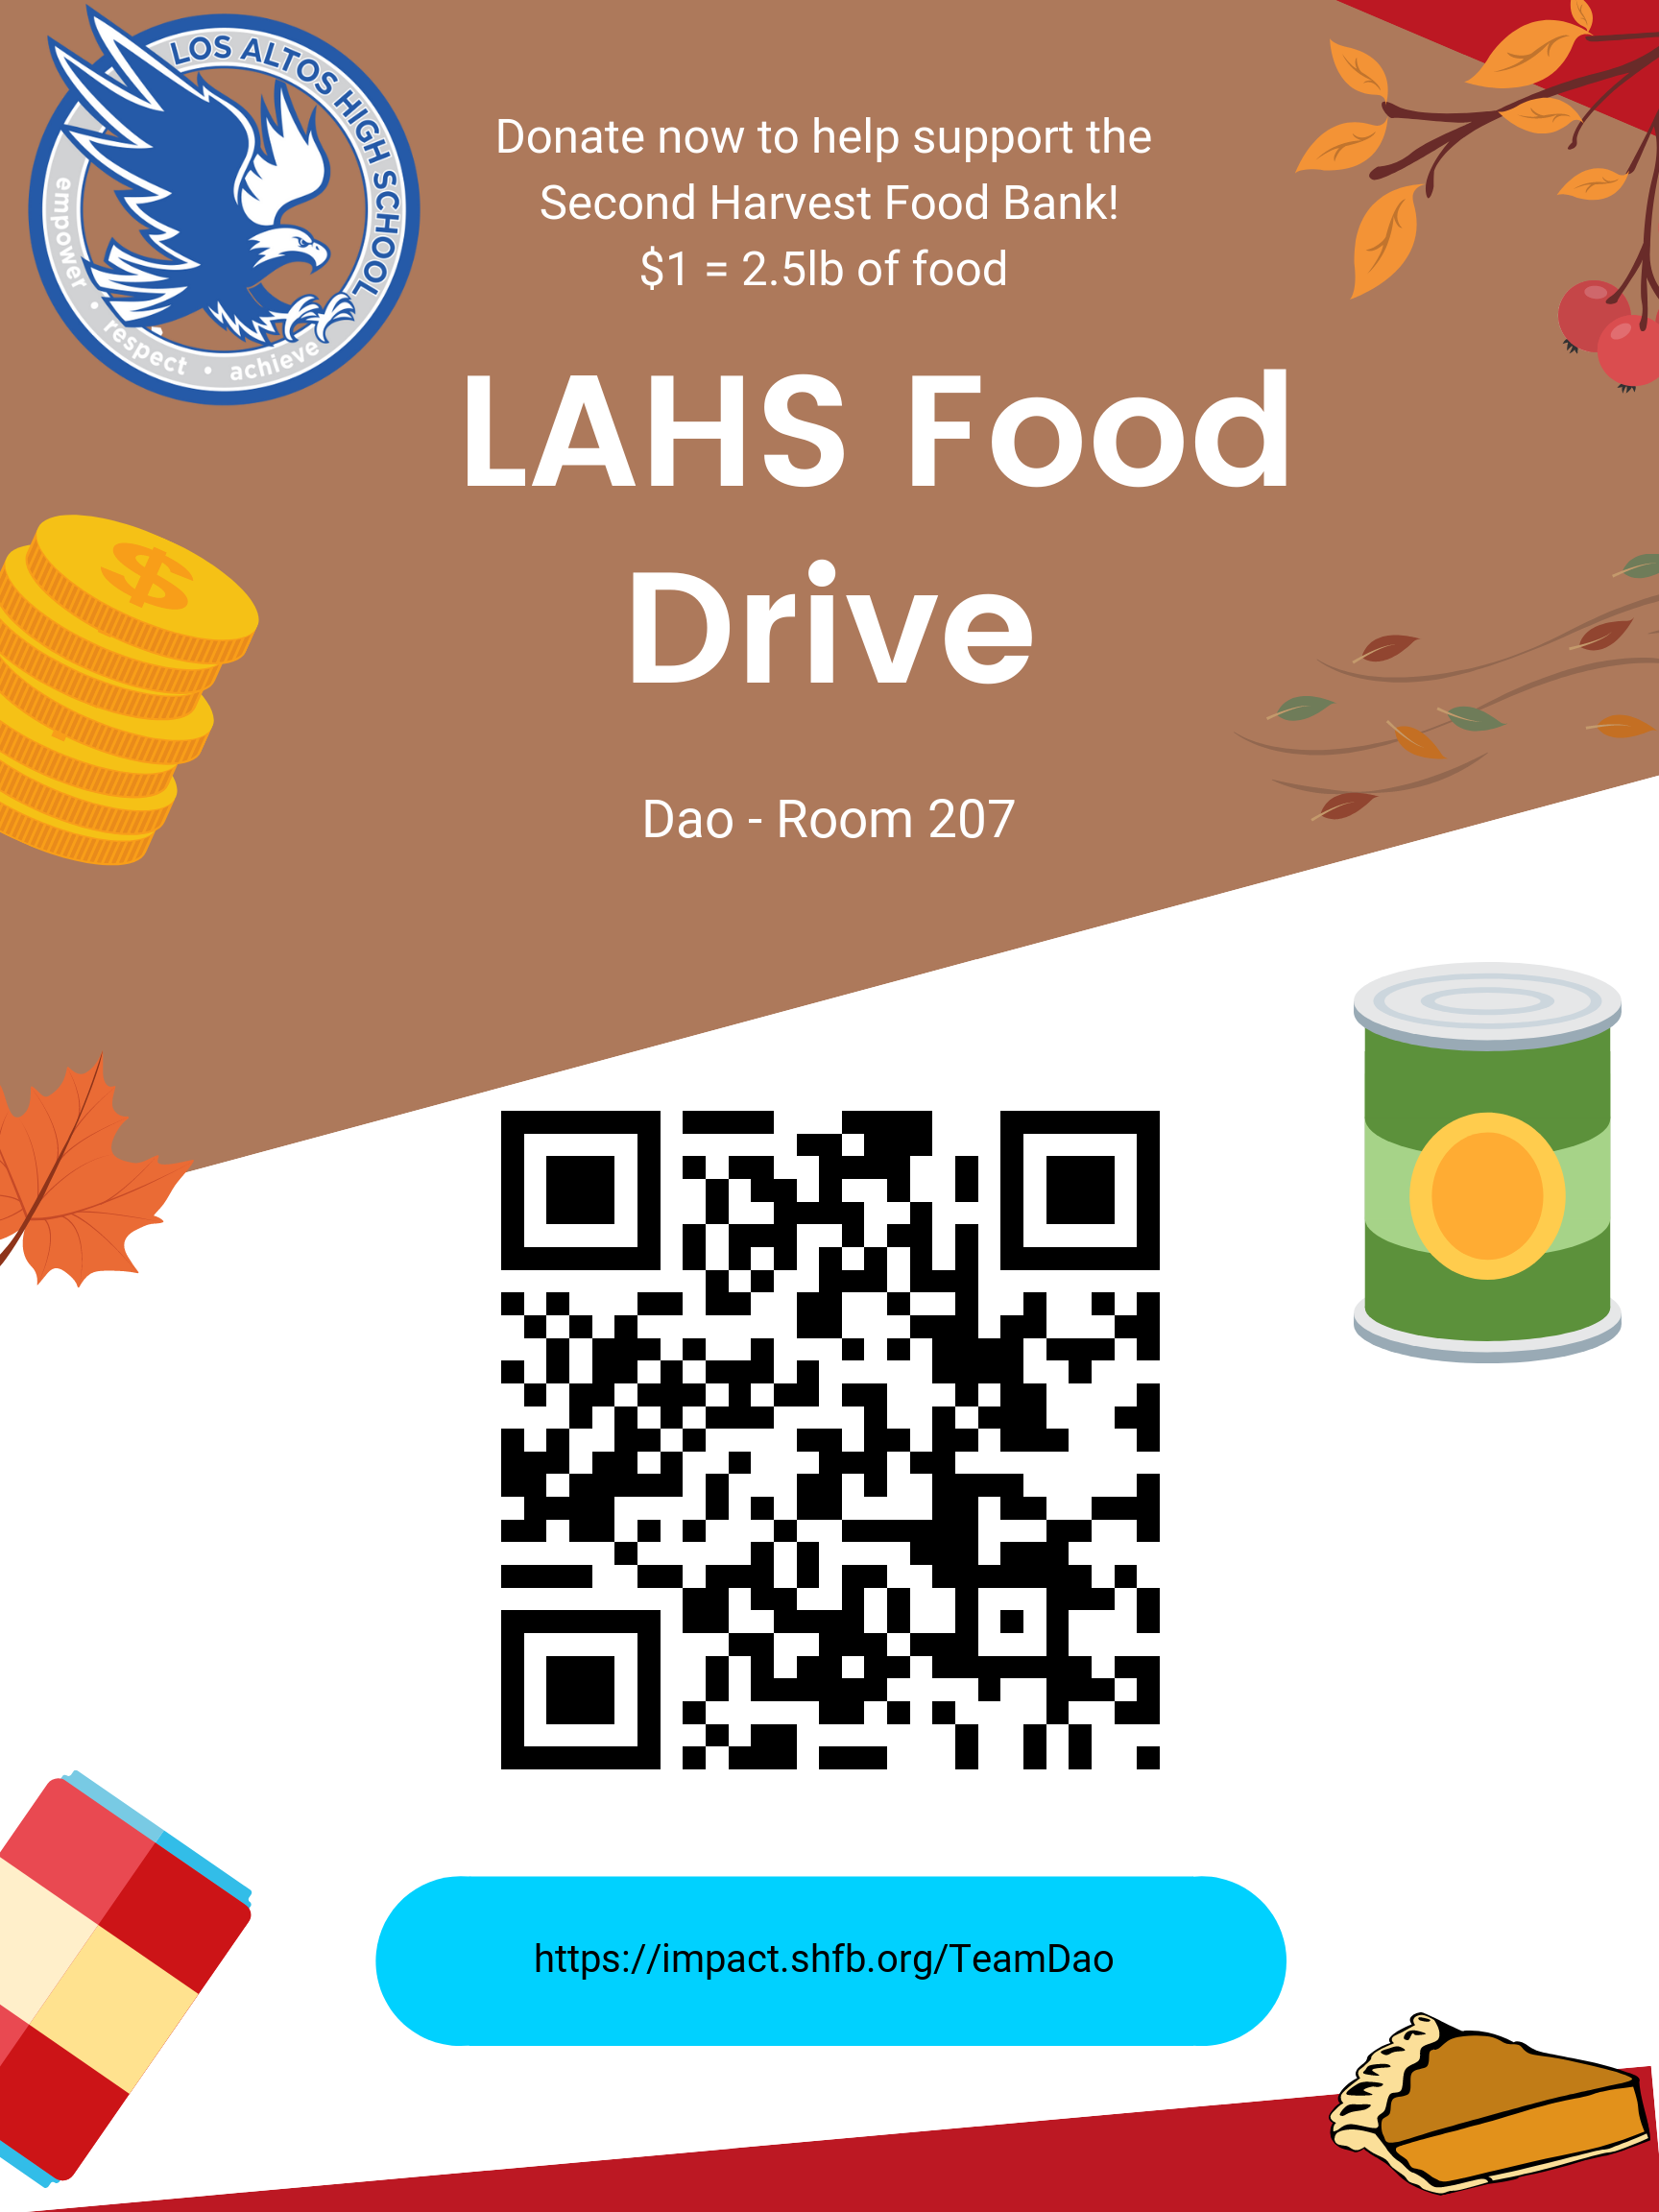 LOS ALTOS HIGH SCHOOL
empower • respect • achieve
Donate now to help support the
Second Harvest Food Bank!
$1 = 2.5lb of food
LAHS Food
Drive
$
Dao - Room 207
https://impact.shfb.org/TeamDao